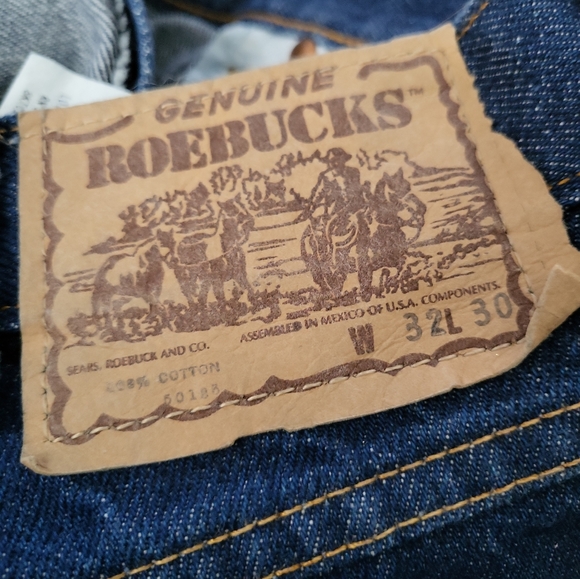 GENUINE
ROEBUCKS™
SEARS, ROEBUCK AND CO.
ASSEMBLED IN MEXICO OF U.S.A. COMPONENTS.
W 32 L 30
100% COTTON